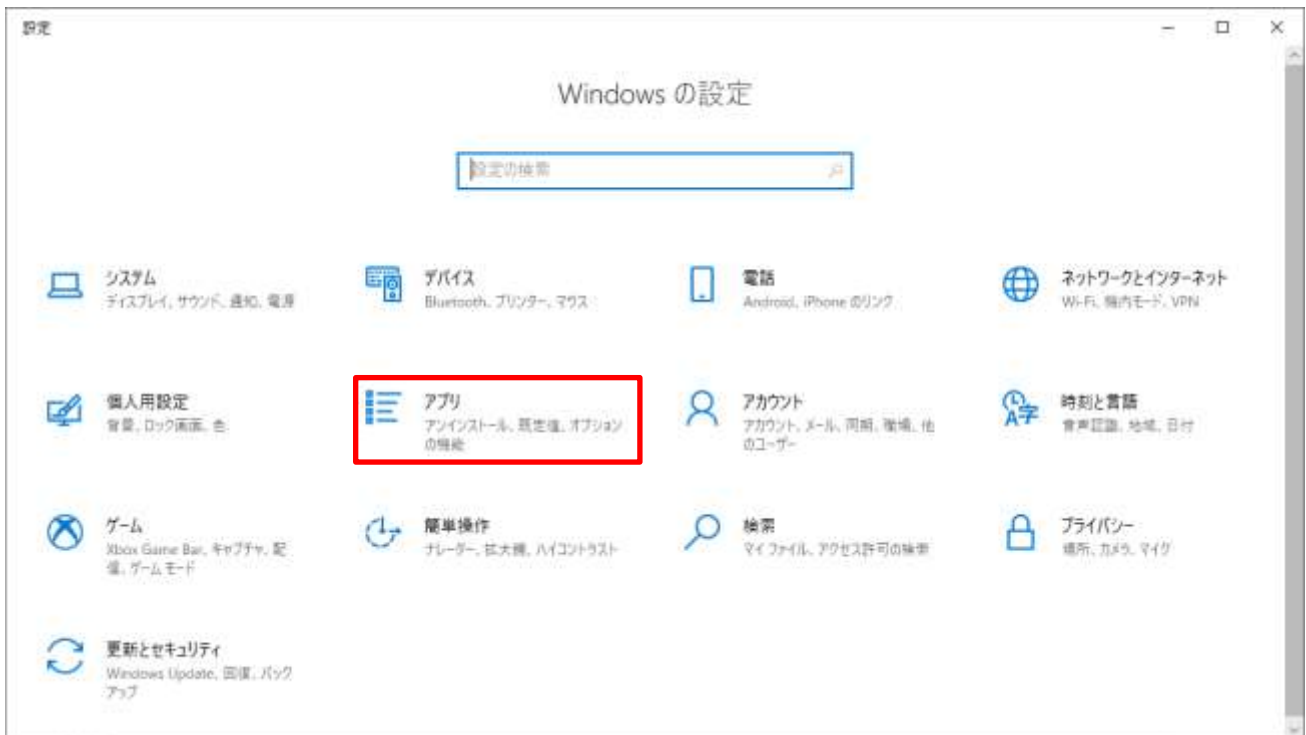 設定
Windows の設定
設定の検索
システム
ディスプレイ、サウンド、通知、電源
デバイス
Bluetooth、プリンター、マウス
電話
Android、iPhone のリンク
ネットワークとインターネット
Wi-Fi、機内モード、VPN
個人用設定
背景、ロック画面、色
アプリ
アンインストール、既定値、オプション
の機能
アカウント
アカウント、メール、同期、職場、他
のユーザー
時刻と言語
音声認識、地域、日付
ゲーム
Xbox Game Bar、キャプチャ、配
信、ゲーム モード
簡単操作
ナレーター、拡大鏡、ハイコントラスト
検索
マイ ファイル、アクセス許可の検索
プライバシー
場所、カメラ、マイク
更新とセキュリティ
Windows Update、回復、バック
アップ